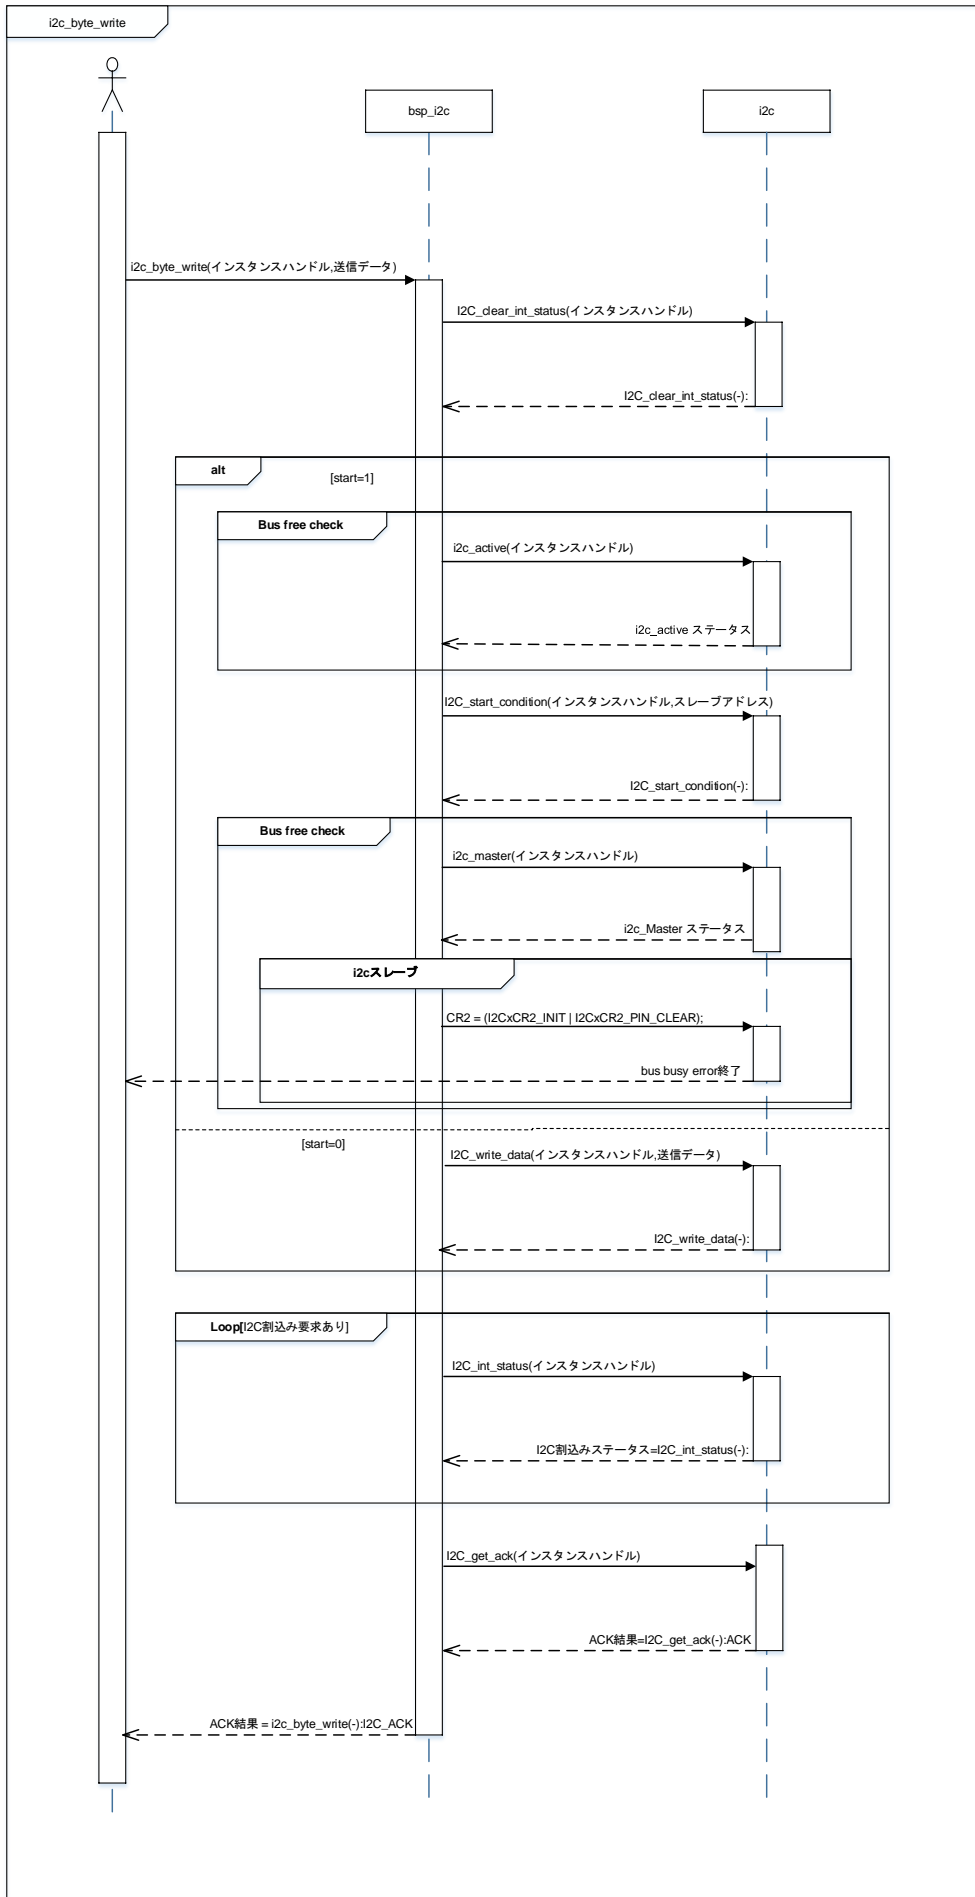 i2c_byte_write
bsp_i2c
i2c
i2c_byte_write(インスタンスハンドル,送信データ)
I2C_clear_int_status(インスタンスハンドル)
I2C_clear_int_status(-):
alt
[start=1]
Bus free check
i2c_active(インスタンスハンドル)
i2c_active ステータス
I2C_start_condition(インスタンスハンドル,スレーブアドレス)
I2C_start_condition(-):
Bus free check
i2c_master(インスタンスハンドル)
i2c_Master ステータス
i2cスレーブ
CR2 = (I2CxCR2_INIT | I2CxCR2_PIN_CLEAR);
bus busy error終了
[start=0]
I2C_write_data(インスタンスハンドル,送信データ)
I2C_write_data(-):
Loop[I2C割込み要求あり]
I2C_int_status(インスタンスハンドル)
I2C割込みステータス=I2C_int_status(-):
I2C_get_ack(インスタンスハンドル)
ACK結果=I2C_get_ack(-):ACK
ACK結果 = i2c_byte_write(-):I2C_ACK